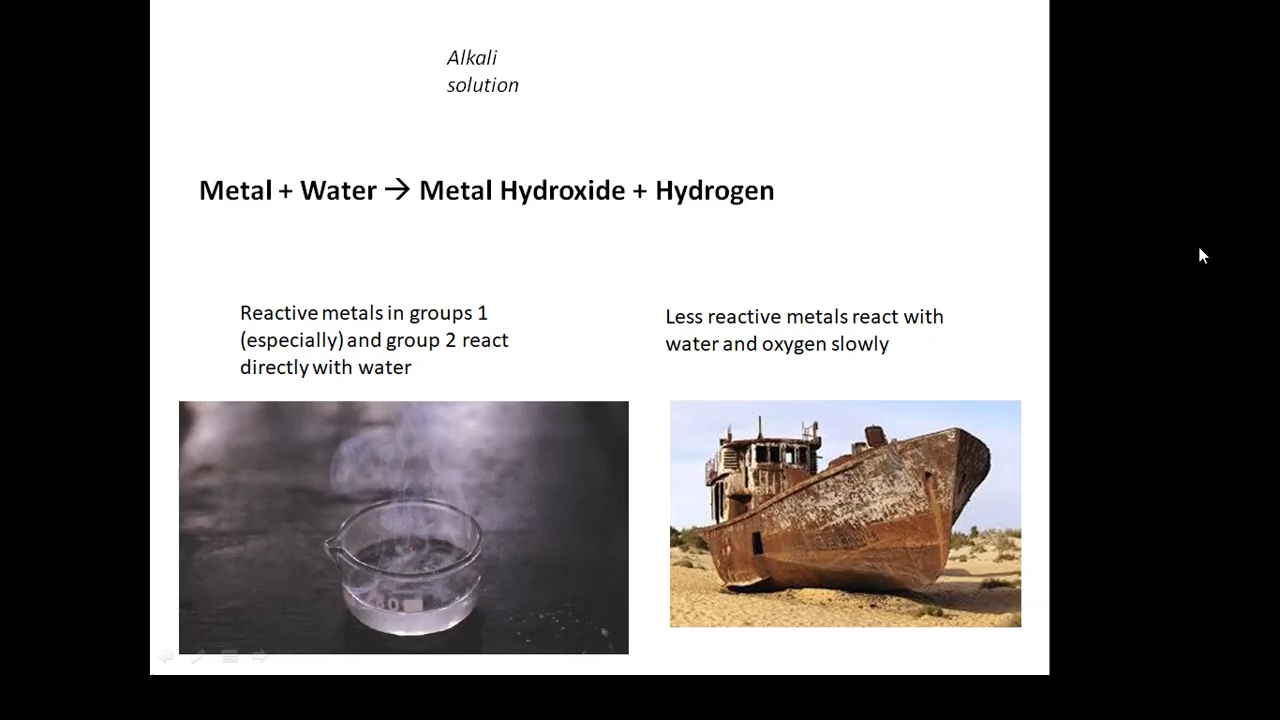 Alkali
solution
Metal + Water → Metal Hydroxide + Hydrogen
Reactive metals in groups 1
(especially) and group 2 react
directly with water
Less reactive metals react with
water and oxygen slowly